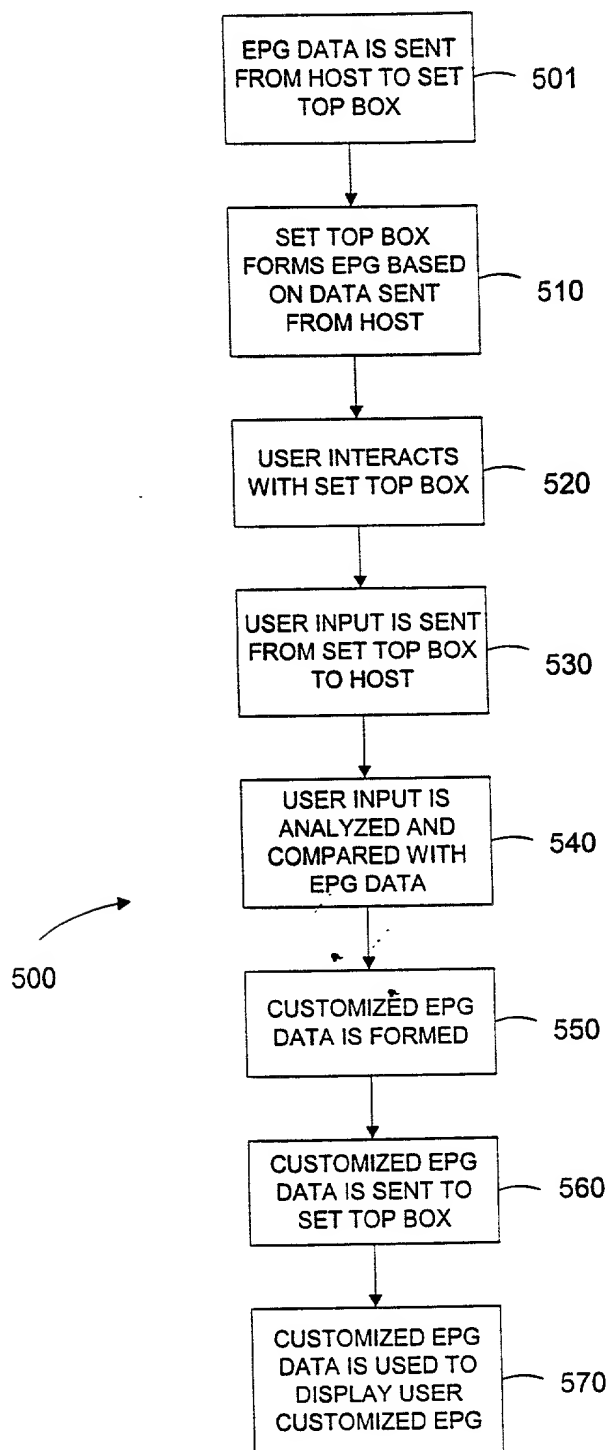 EPG DATA IS SENT
FROM HOST TO SET
TOP BOX
501
SET TOP BOX
FORMS EPG BASED
ON DATA SENT
FROM HOST
510
USER INTERACTS
WITH SET TOP BOX
520
USER INPUT IS SENT
FROM SET TOP BOX
TO HOST
530
USER INPUT IS
ANALYZED AND
COMPARED WITH
EPG DATA
540
500
CUSTOMIZED EPG
DATA IS FORMED
550
CUSTOMIZED EPG
DATA IS SENT TO
SET TOP BOX
560
CUSTOMIZED EPG
DATA IS USED TO
DISPLAY USER
CUSTOMIZED EPG
570